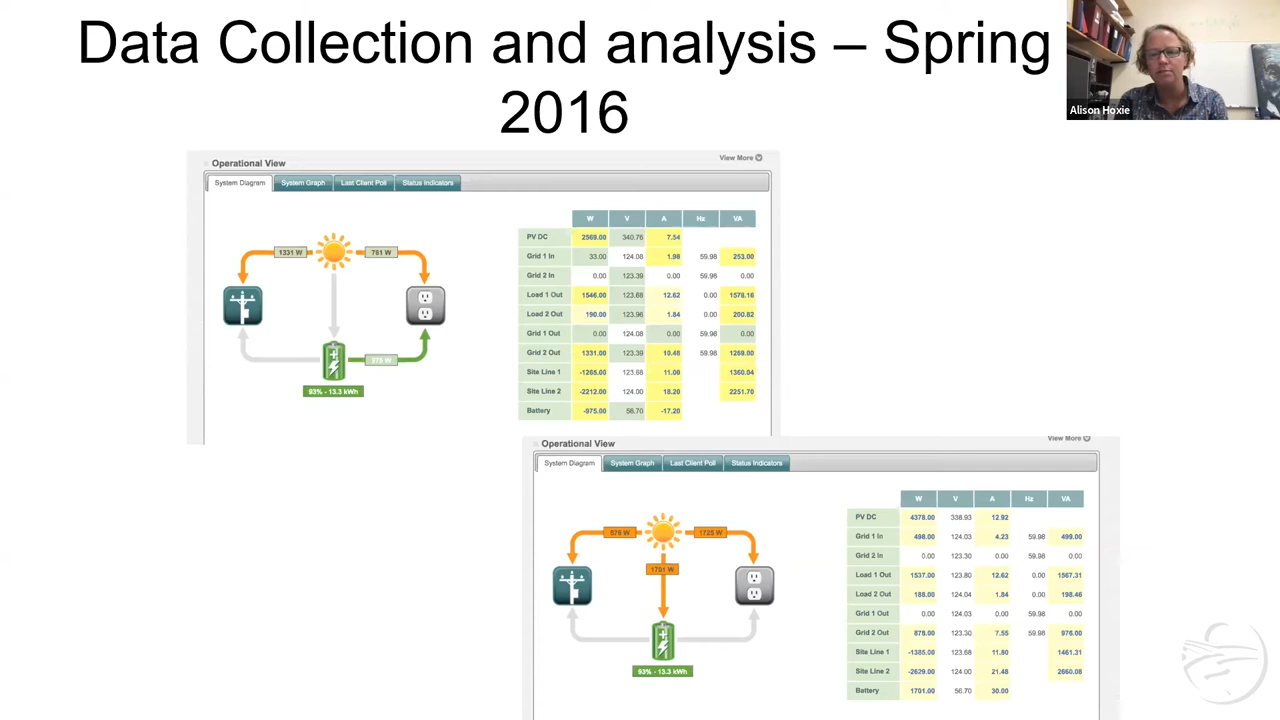 Data Collection and analysis – Spring
2016
Alison Hoxie
Operational View
View More
System Diagram System Graph Last Client Poll Status Indicators
W V A Hz VA
PV DC 2569.00 340.76 7.54
1331 W 761 W
Grid 1 In 33.00 124.08 1.98 59.98 253.00
Grid 2 In 0.00 123.39 0.00 59.98 0.00
Load 1 Out 1546.00 123.68 12.62 0.00 1578.16
Load 2 Out 190.00 123.96 1.84 0.00 200.82
Grid 1 Out 0.00 124.08 0.00 59.98 0.00
Grid 2 Out 1331.00 123.39 10.48 59.98 1269.00
975 W
Site Line 1 -1265.00 123.68 11.00 1360.04
Site Line 2 -2212.00 124.00 18.20 2251.70
93% - 13.3 kWh
Battery -975.00 56.70 -17.20
Operational View
View More
System Diagram System Graph Last Client Poll Status Indicators
W V A Hz VA
PV DC 4378.00 338.93 12.92
878 W 1725 W
Grid 1 In 498.00 124.03 4.23 59.98 499.00
Grid 2 In 0.00 123.30 0.00 59.98 0.00
1701 W
Load 1 Out 1537.00 123.80 12.62 0.00 1567.31
Load 2 Out 188.00 124.04 1.84 0.00 198.46
Grid 1 Out 0.00 124.03 0.00 59.98 0.00
Grid 2 Out 878.00 123.30 7.55 59.98 976.00
Site Line 1 -1385.00 123.68 11.80 1461.31
Site Line 2 -2629.00 124.00 21.48 2660.08
93% - 13.3 kWh
Battery 1701.00 56.70 30.00